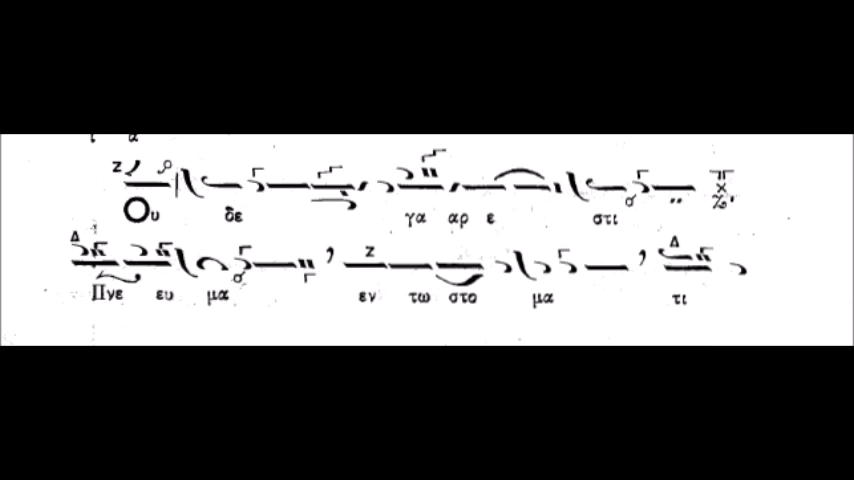 Ου δε γα αρ ε στι
Πνε ευ μα εν τω στο μα τι